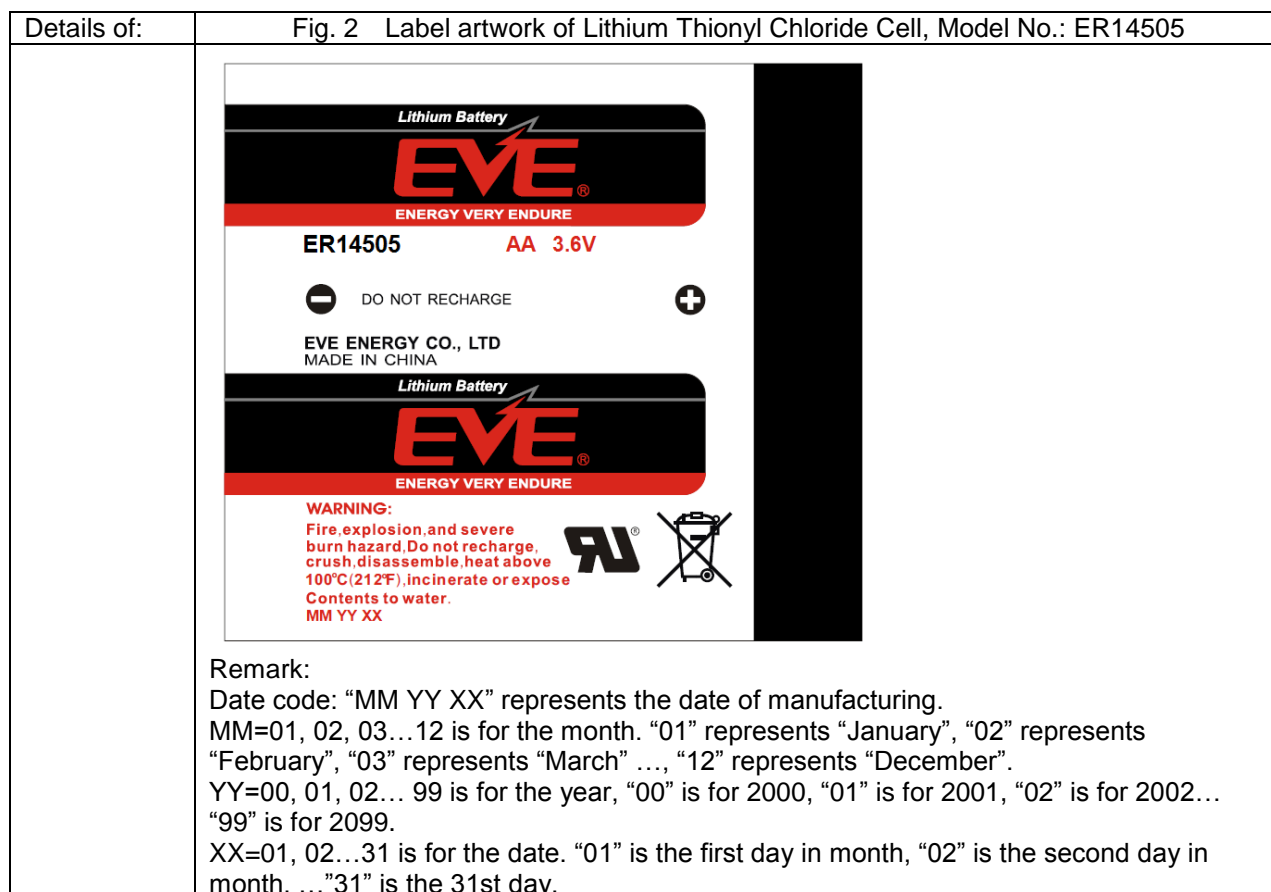 Details of: Fig. 2 Label artwork of Lithium Thionyl Chloride Cell, Model No.: ER14505
Lithium Battery
EVE®
ENERGY VERY ENDURE
ER14505 AA 3.6V
DO NOT RECHARGE
EVE ENERGY CO., LTD
MADE IN CHINA
Lithium Battery
EVE®
ENERGY VERY ENDURE
WARNING:
Fire,explosion,and severe
burn hazard,Do not recharge,
crush,disassemble,heat above
100°C(212°F),incinerate or expose
Contents to water.
MM YY XX
RU®
Remark:
Date code: “MM YY XX” represents the date of manufacturing.
MM=01, 02, 03…12 is for the month. “01” represents “January”, “02” represents
“February”, “03” represents “March” …, “12” represents “December”.
YY=00, 01, 02… 99 is for the year, “00” is for 2000, “01” is for 2001, “02” is for 2002…
“99” is for 2099.
XX=01, 02…31 is for the date. “01” is the first day in month, “02” is the second day in
month, …”31” is the 31st day.